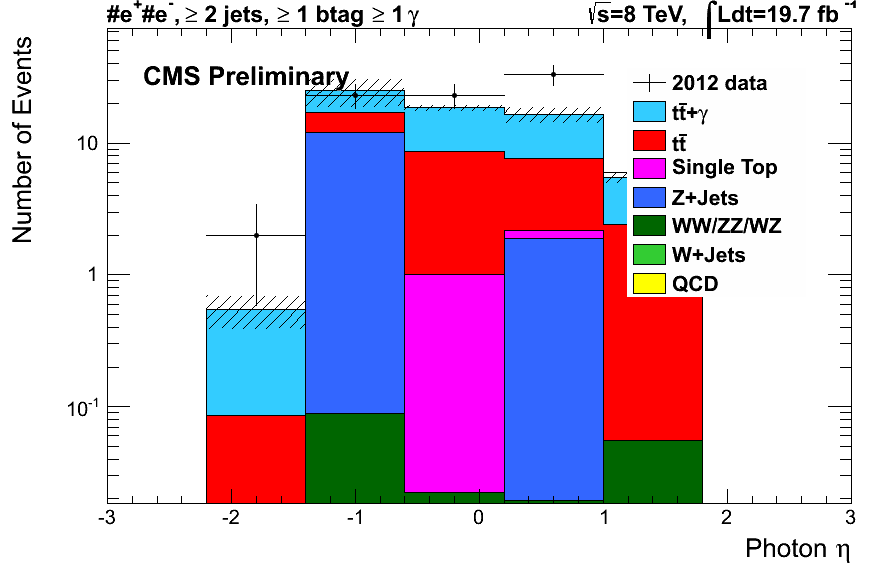 #e⁺#e⁻, ≥ 2 jets, ≥ 1 btag ≥ 1 γ
√s=8 TeV, ∫Ldt=19.7 fb⁻¹
CMS Preliminary
2012 data
tt̄+γ
tt̄
Single Top
Z+Jets
WW/ZZ/WZ
W+Jets
QCD
Number of Events
10
1
10⁻¹
-3 -2 -1 0 1 2 3
Photon η